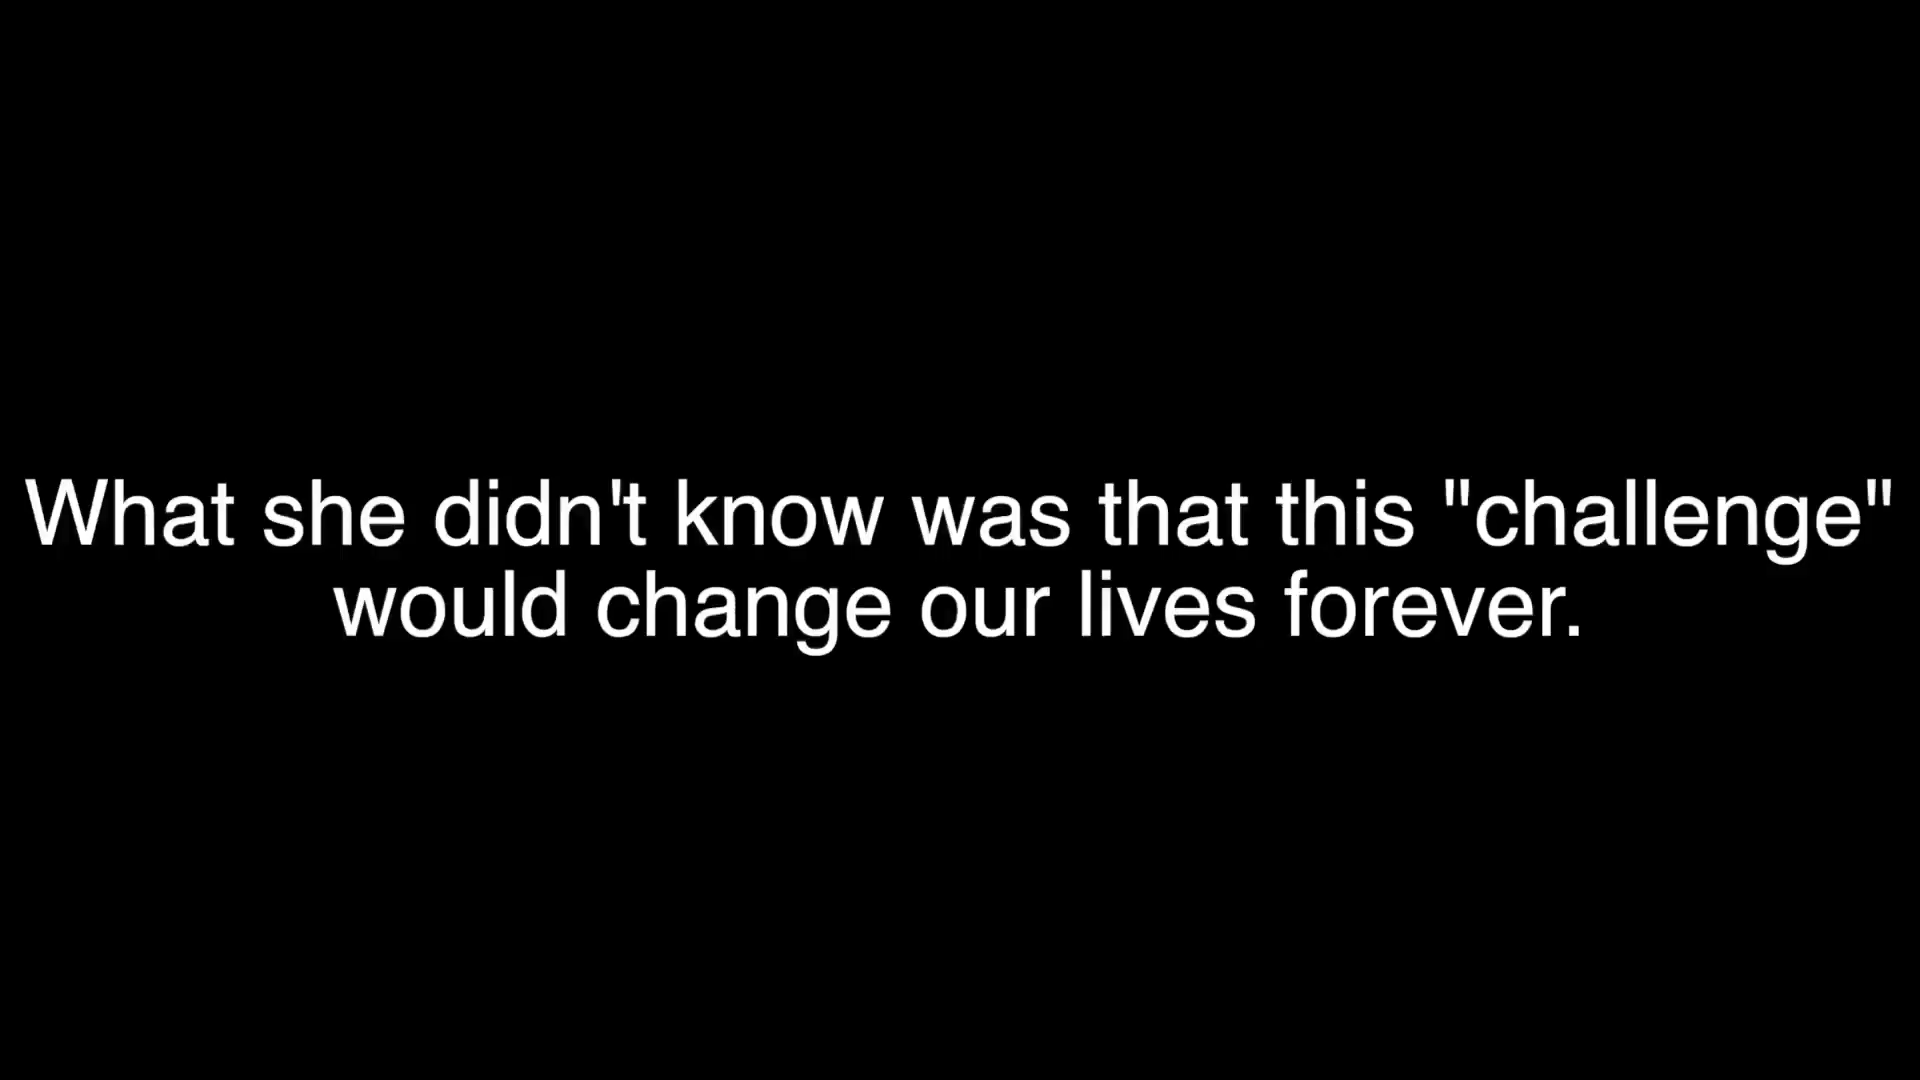 What she didn't know was that this "challenge"
would change our lives forever.